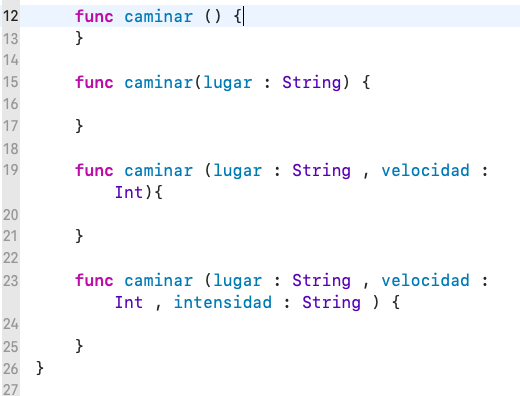 12 func caminar () {
13 }
14
15 func caminar(lugar : String) {
16
17 }
18
19 func caminar (lugar : String , velocidad :
Int){
20
21 }
22
23 func caminar (lugar : String , velocidad :
Int , intensidad : String ) {
24
25 }
26 }
27